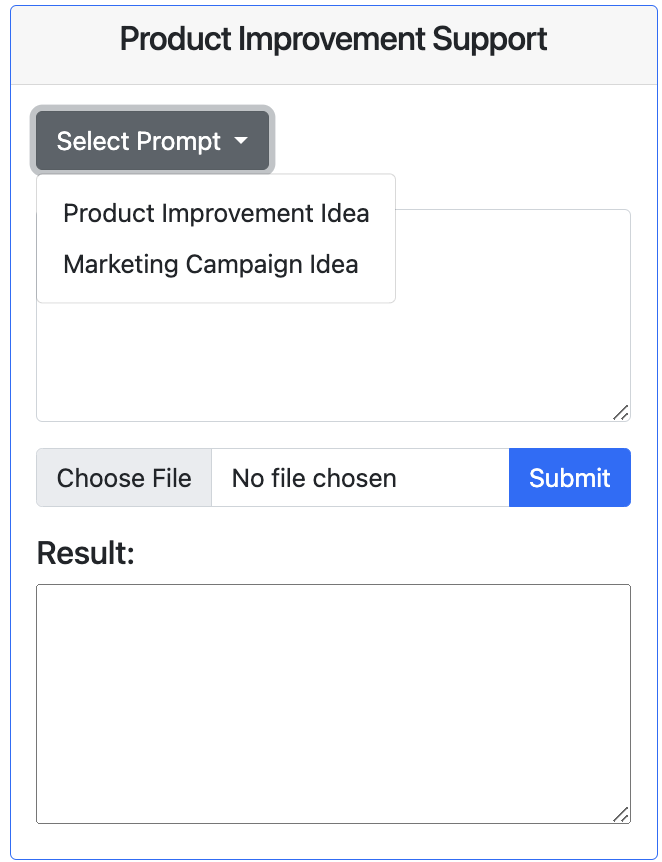 Product Improvement Support
Select Prompt
Product Improvement Idea
Marketing Campaign Idea
Choose File No file chosen Submit
Result: